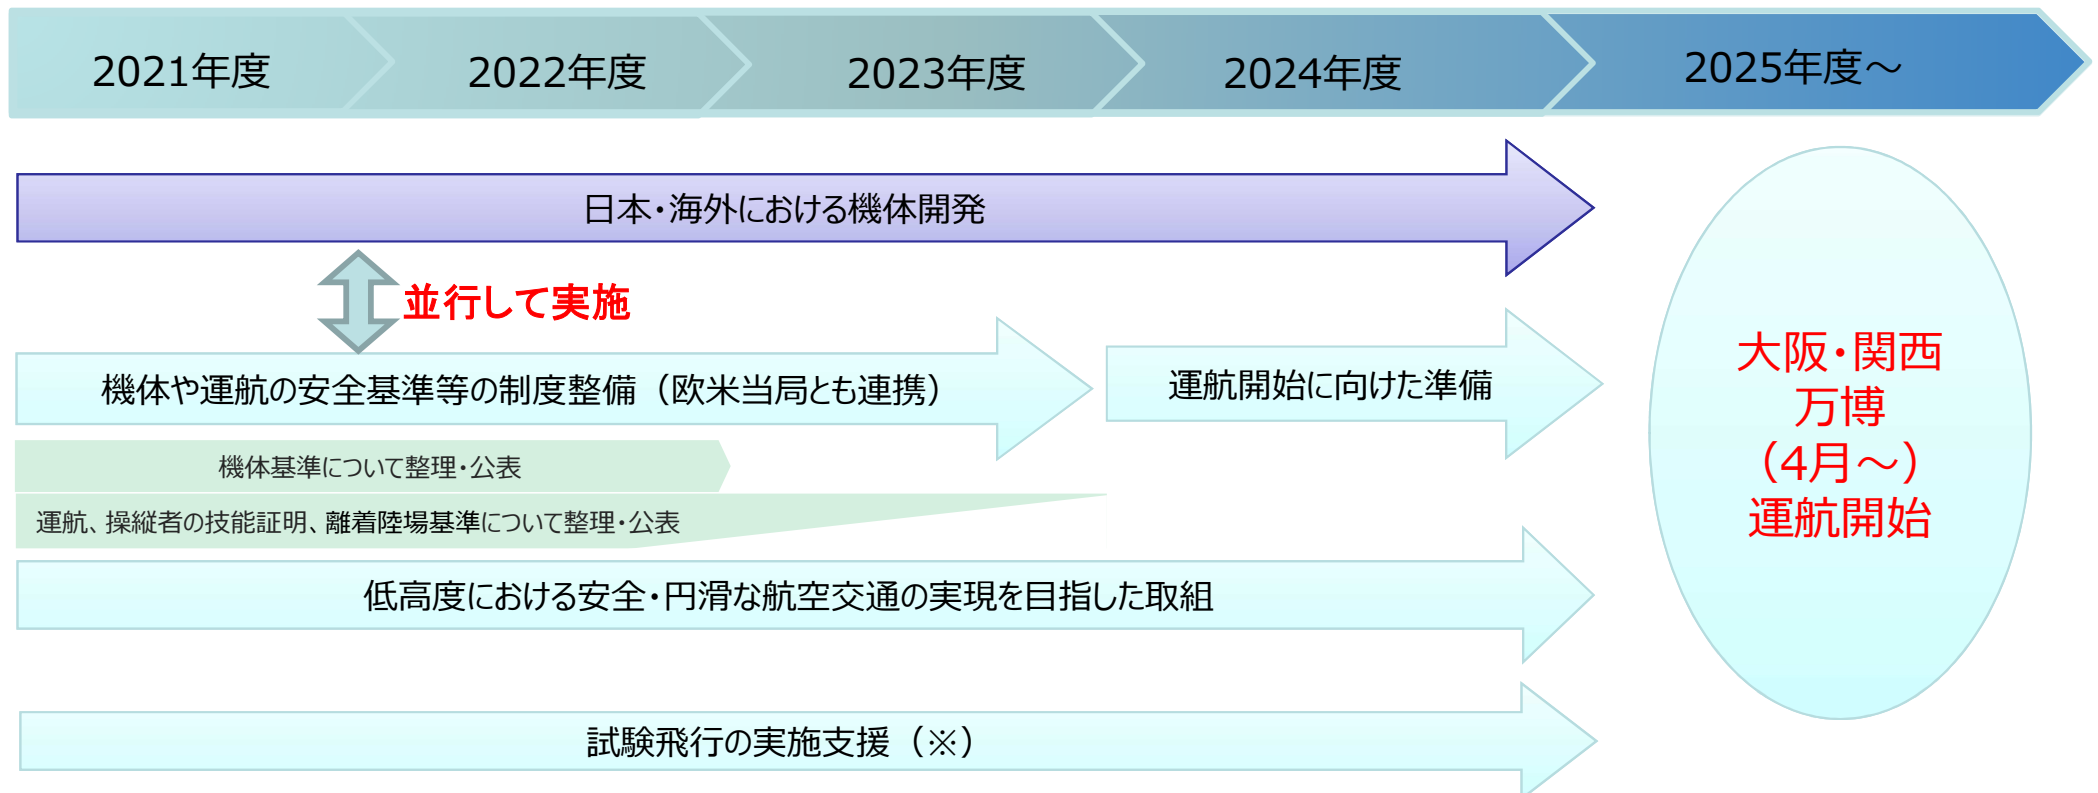 2021年度
2022年度
2023年度
2024年度
2025年度～
日本・海外における機体開発
並行して実施
機体や運航の安全基準等の制度整備（欧米当局とも連携）
運航開始に向けた準備
機体基準について整理・公表
運航、操縦者の技能証明、離着陸場基準について整理・公表
低高度における安全・円滑な航空交通の実現を目指した取組
試験飛行の実施支援（※）
大阪・関西
万博
（4月～）
運航開始